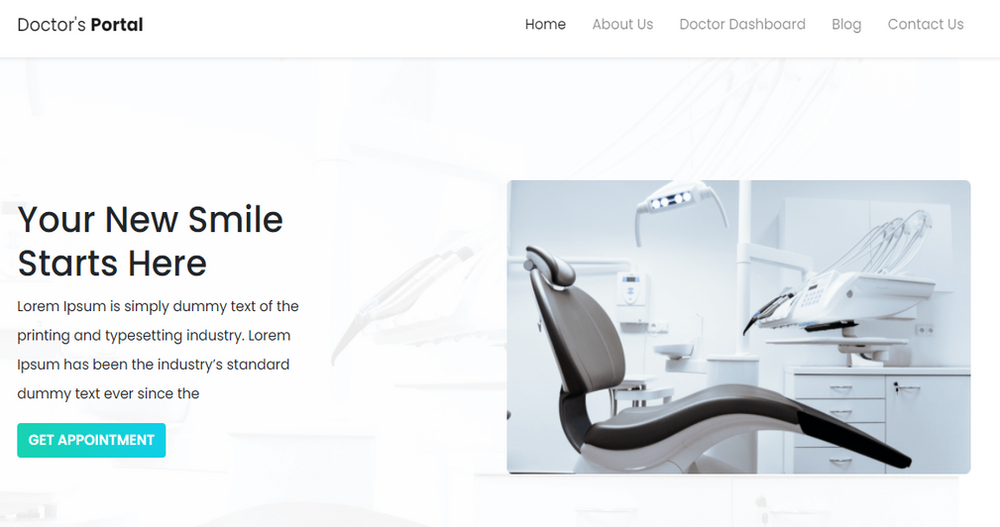 Doctor's Portal
Home About Us Doctor Dashboard Blog Contact Us
Your New Smile
Starts Here
Lorem Ipsum is simply dummy text of the
printing and typesetting industry. Lorem
Ipsum has been the industry’s standard
dummy text ever since the
GET APPOINTMENT